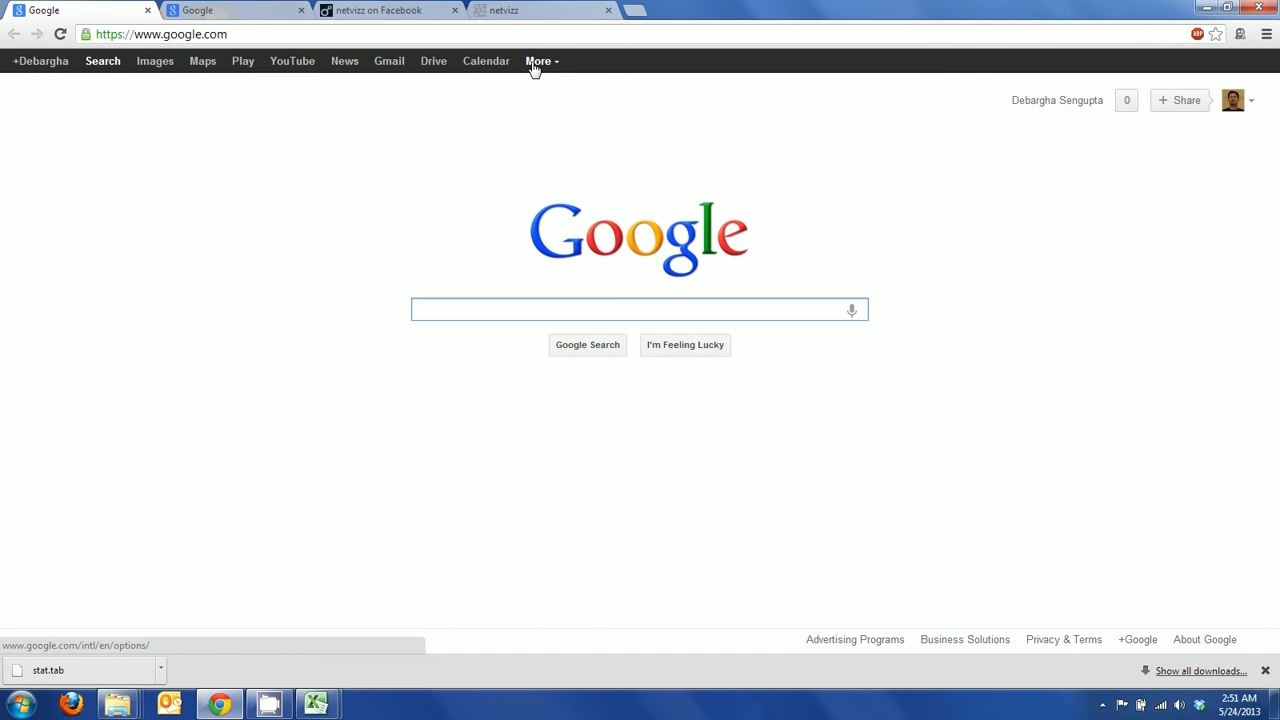 Google
Google
netvizz on Facebook
netvizz
https://www.google.com
ABP
+Debargha Search Images Maps Play YouTube News Gmail Drive Calendar More
Debargha Sengupta 0 + Share
Google
Google Search I'm Feeling Lucky
Advertising Programs Business Solutions Privacy & Terms +Google About Google
www.google.com/intl/en/options/
stat.tab Show all downloads...
2:51 AM
5/24/2013